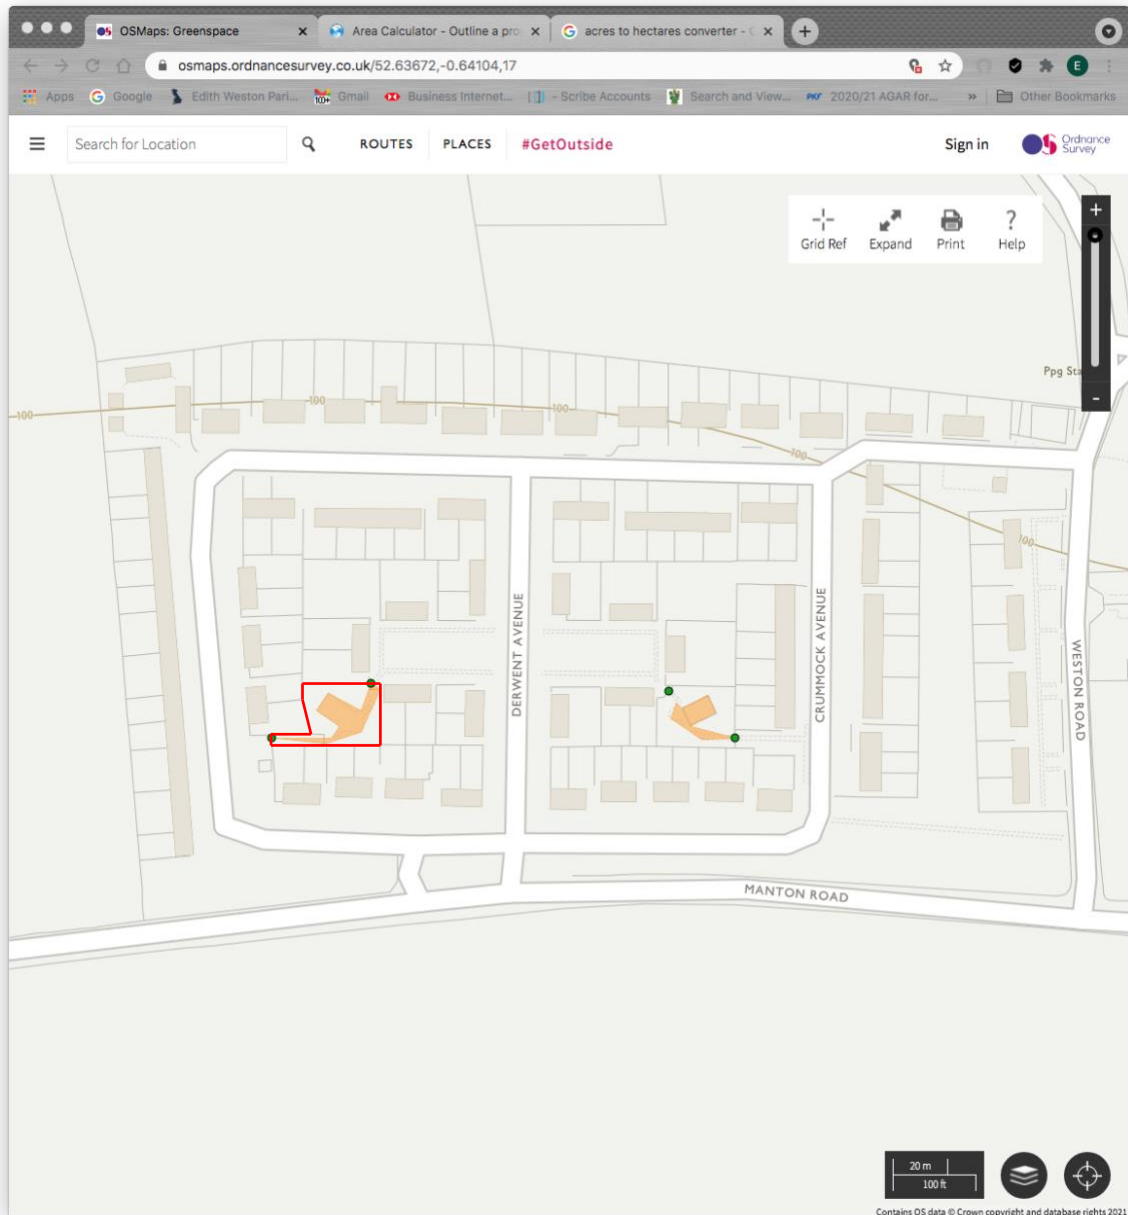 OSMaps: Greenspace
Area Calculator - Outline a pro
acres to hectares converter -
osmaps.ordnancesurvey.co.uk/52.63672,-0.64104,17
E
Apps
Google
Edith Weston Pari...
Gmail
Business Internet...
- Scribe Accounts
Search and View...
PKF
2020/21 AGAR for...
»
Other Bookmarks
Search for Location
ROUTES
PLACES
#GetOutside
Sign in
OS
Ordnance
Survey
Grid Ref
Expand
Print
?
Help
+
-
Ppg Sta
100
100
100
100
100
DERWENT AVENUE
CRUMMOCK AVENUE
WESTON ROAD
MANTON ROAD
20 m
100 ft
Contains OS data © Crown copyright and database rights 2021